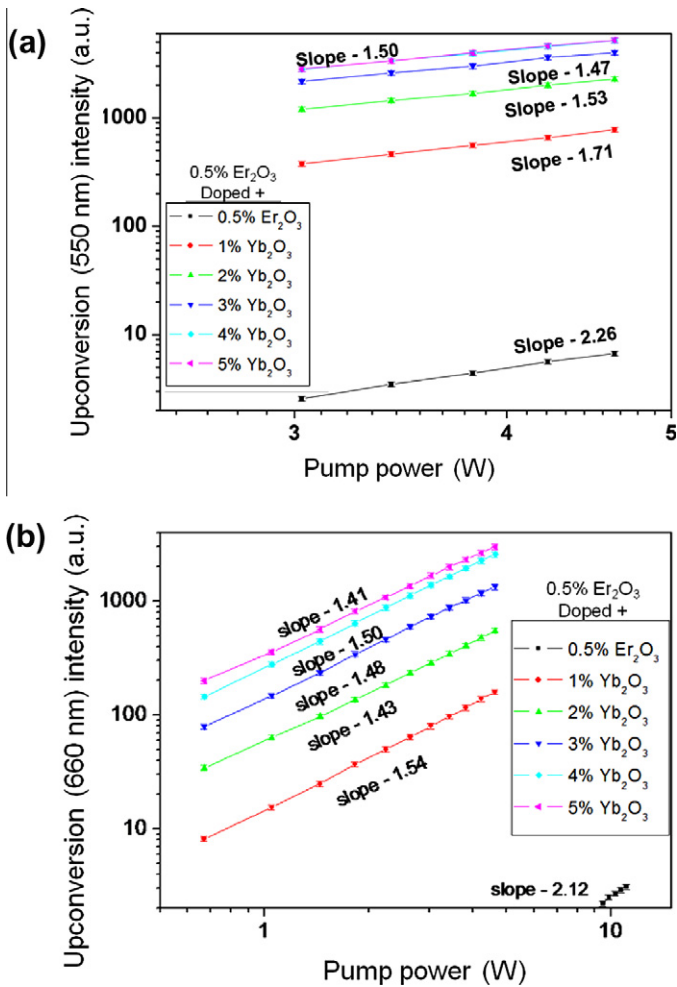 (a)
Upconversion (550 nm) intensity (a.u.)
1000
100
10
Slope - 1.50
Slope - 1.47
Slope - 1.53
Slope - 1.71
Slope - 2.26
0.5% Er₂O₃
Doped +
0.5% Er₂O₃
1% Yb₂O₃
2% Yb₂O₃
3% Yb₂O₃
4% Yb₂O₃
5% Yb₂O₃
3 4 5
Pump power (W)
(b)
Upconversion (660 nm) intensity (a.u.)
1000
100
10
slope - 1.41
slope - 1.50
slope - 1.48
slope - 1.43
slope - 1.54
slope - 2.12
0.5% Er₂O₃
Doped +
0.5% Er₂O₃
1% Yb₂O₃
2% Yb₂O₃
3% Yb₂O₃
4% Yb₂O₃
5% Yb₂O₃
1 10
Pump power (W)